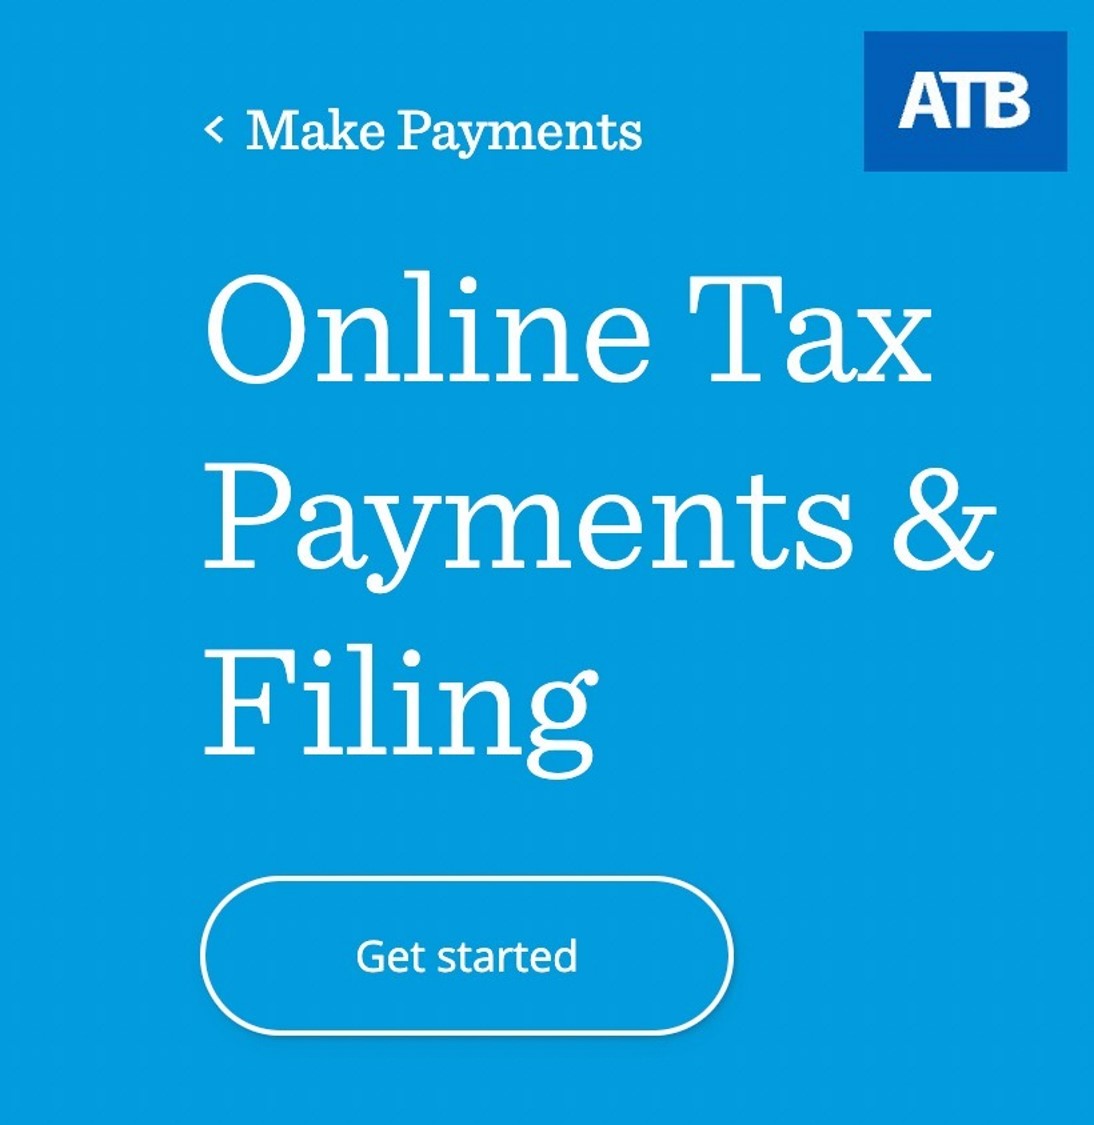 ATB
< Make Payments
Online Tax
Payments &
Filing
Get started